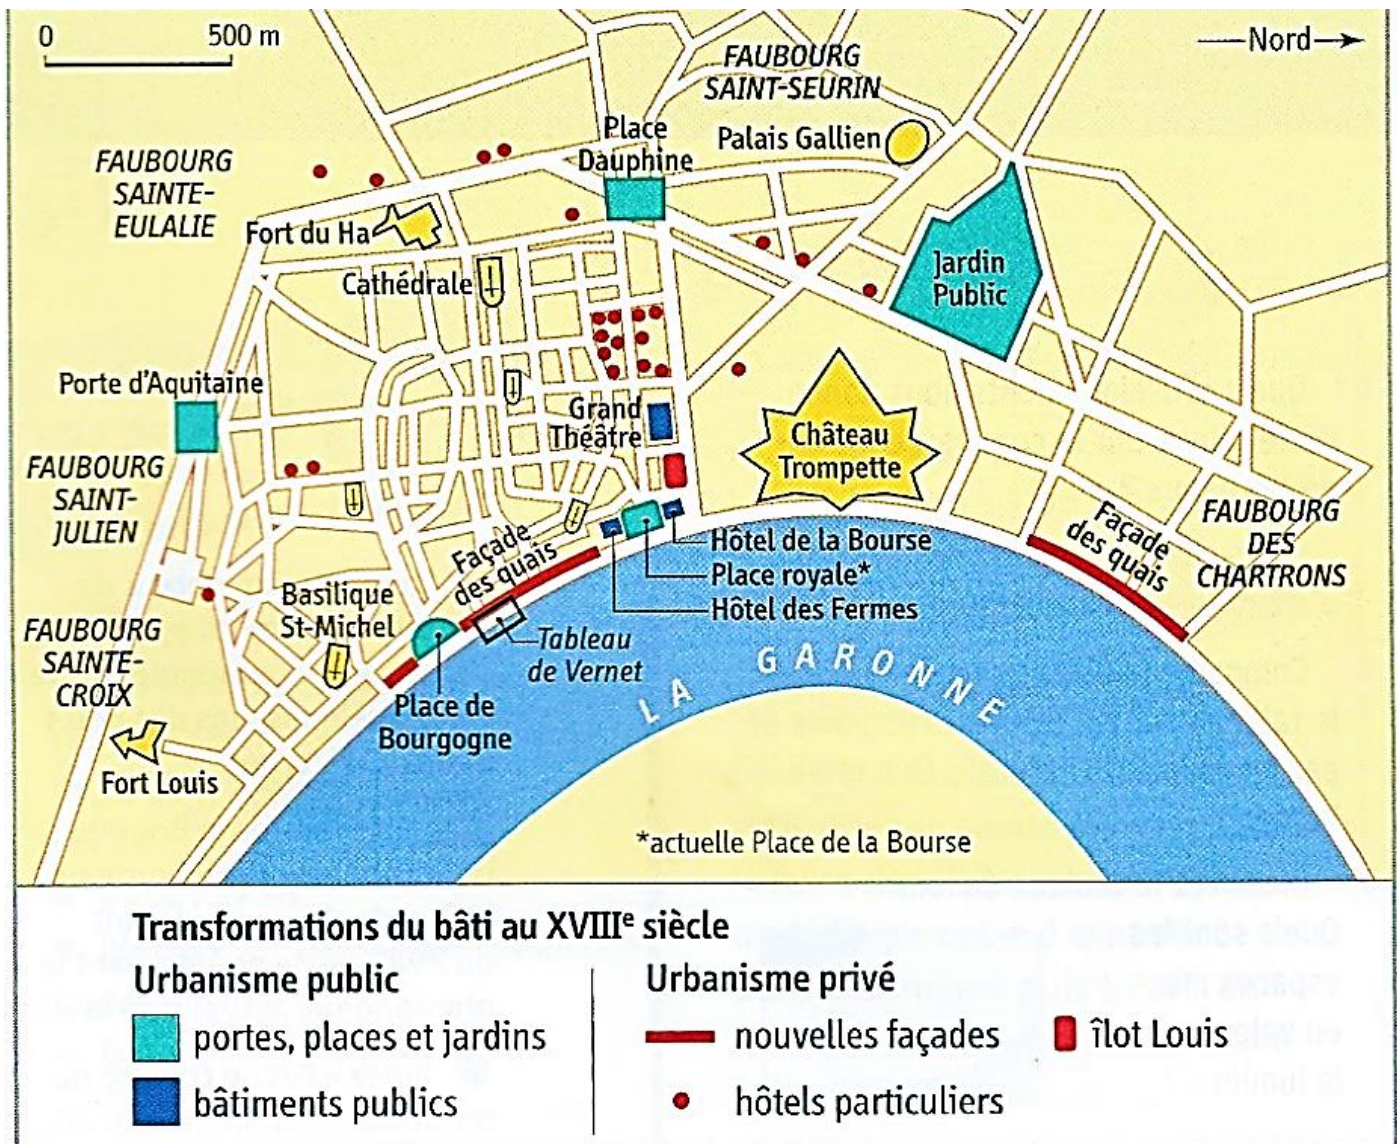 0 500 m
Nord
FAUBOURG
SAINT-SEURIN
Place
Dauphine
Palais Gallien
FAUBOURG
SAINTE-
EULALIE
Fort du Ha
Cathédrale
Jardin
Public
Porte d'Aquitaine
Grand
Théâtre
Château
Trompette
FAUBOURG
SAINT-
JULIEN
Façade
des quais
Façade
des quais
FAUBOURG
DES
CHARTRONS
Hôtel de la Bourse
Place royale*
Hôtel des Fermes
Basilique
St-Michel
FAUBOURG
SAINTE-
CROIX
Tableau
de Vernet
LA GARONNE
Place de
Bourgogne
Fort Louis
*actuelle Place de la Bourse
Transformations du bâti au XVIIIe siècle
Urbanisme public
portes, places et jardins
bâtiments publics
Urbanisme privé
nouvelles façades
îlot Louis
hôtels particuliers